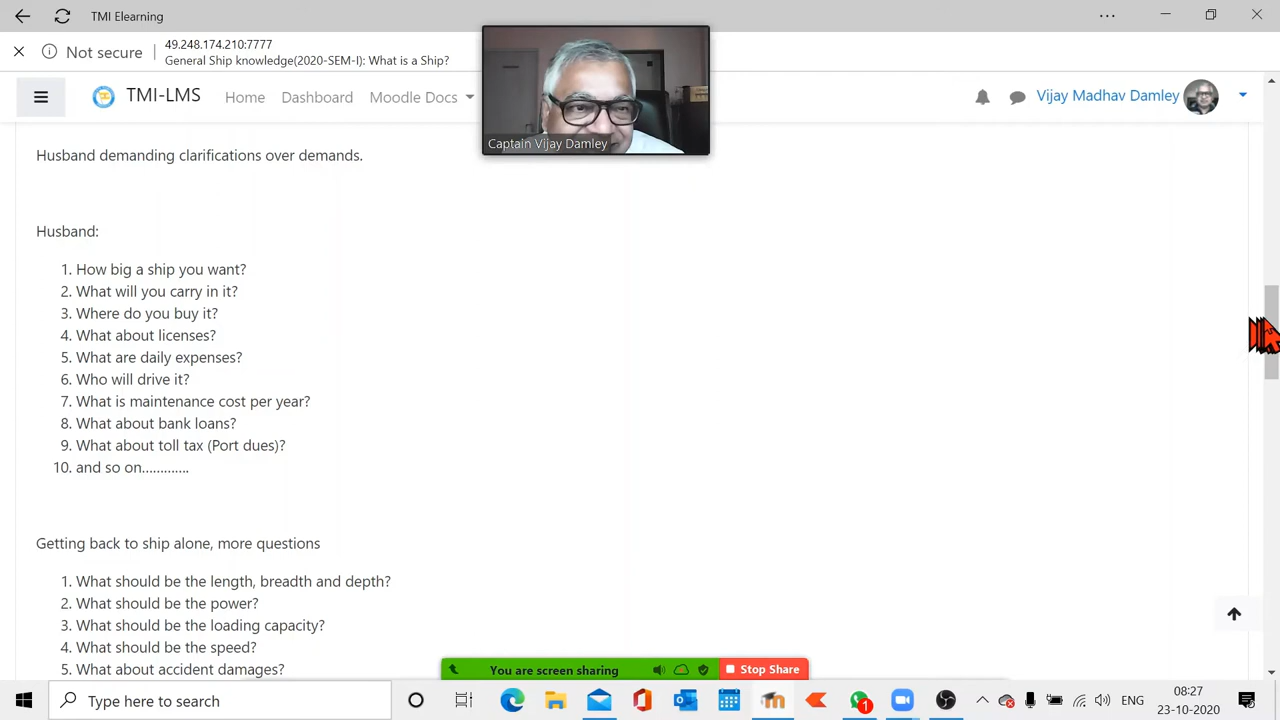 TMI Elearning
Not secure
49.248.174.210:7777
General Ship knowledge(2020-SEM-I): What is a Ship?
TMI-LMS
Home
Dashboard
Moodle Docs
Vijay Madhav Damley
Captain Vijay Damley
Husband demanding clarifications over demands.
Husband:
1. How big a ship you want?
2. What will you carry in it?
3. Where do you buy it?
4. What about licenses?
5. What are daily expenses?
6. Who will drive it?
7. What is maintenance cost per year?
8. What about bank loans?
9. What about toll tax (Port dues)?
10. and so on.............
Getting back to ship alone, more questions
1. What should be the length, breadth and depth?
2. What should be the power?
3. What should be the loading capacity?
4. What should be the speed?
5. What about accident damages?
You are screen sharing
Stop Share
Type here to search
1
ENG
08:27
23-10-2020